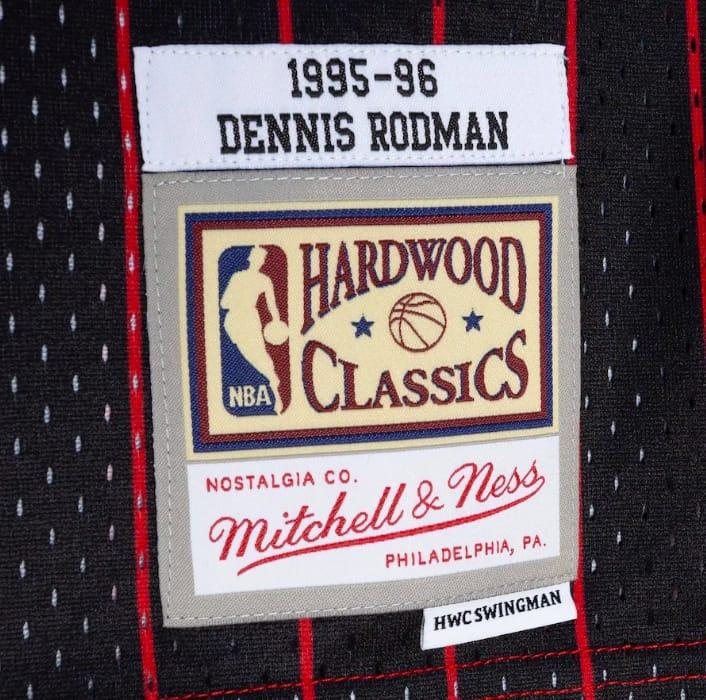 1995-96
DENNIS RODMAN
HARDWOOD
CLASSICS
NBA
NOSTALGIA CO.
Mitchell & Ness
PHILADELPHIA, PA.
HWC SWINGMAN